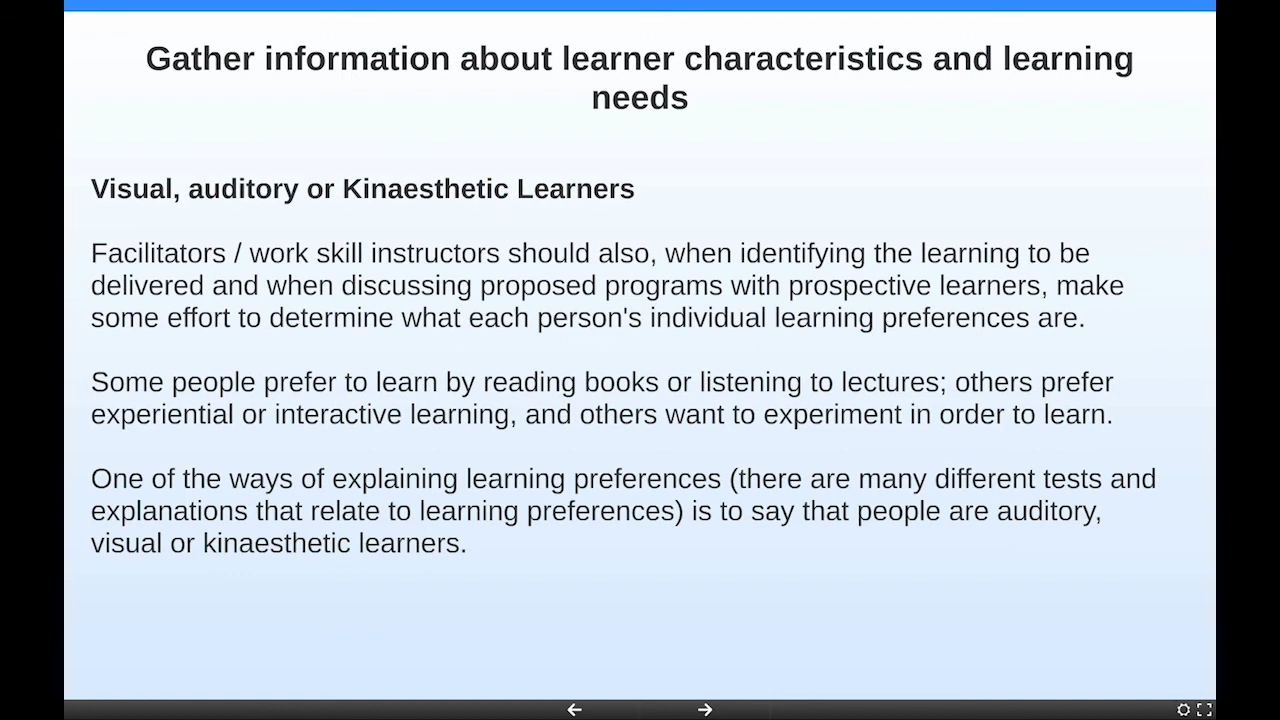 Gather information about learner characteristics and learning
needs
Visual, auditory or Kinaesthetic Learners
Facilitators / work skill instructors should also, when identifying the learning to be
delivered and when discussing proposed programs with prospective learners, make
some effort to determine what each person's individual learning preferences are.
Some people prefer to learn by reading books or listening to lectures; others prefer
experiential or interactive learning, and others want to experiment in order to learn.
One of the ways of explaining learning preferences (there are many different tests and
explanations that relate to learning preferences) is to say that people are auditory,
visual or kinaesthetic learners.